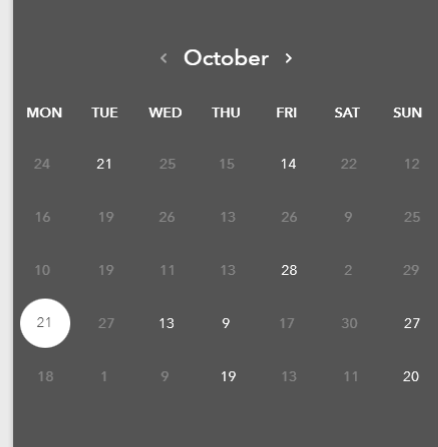 ‹ October ›
MON TUE WED THU FRI SAT SUN
24 21 25 15 14 22 12
16 19 26 13 26 9 25
10 19 11 13 28 2 29
21 27 13 9 17 30 27
18 1 9 19 13 11 20